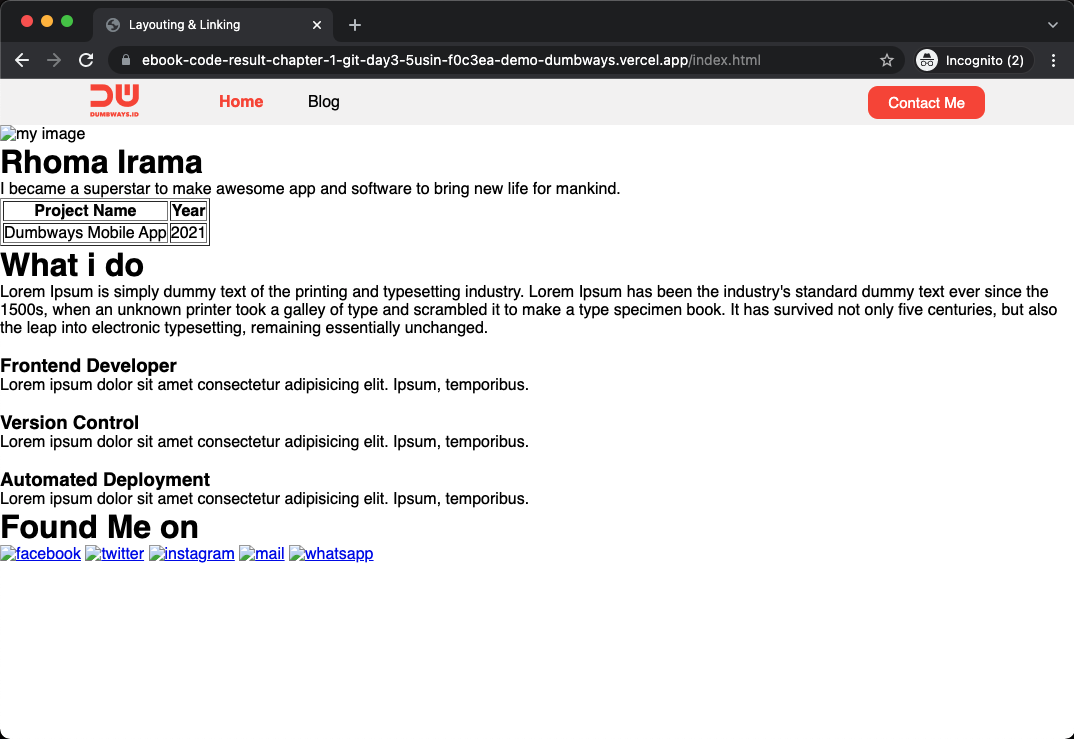 Layouting & Linking
ebook-code-result-chapter-1-git-day3-5usin-f0c3ea-demo-dumbways.vercel.app/index.html
Incognito (2)
DW
DUMBWAYS.ID
Home
Blog
Contact Me
my image
Rhoma Irama
I became a superstar to make awesome app and software to bring new life for mankind.
Project Name Year
Dumbways Mobile App 2021
What i do
Lorem Ipsum is simply dummy text of the printing and typesetting industry. Lorem Ipsum has been the industry's standard dummy text ever since the
1500s, when an unknown printer took a galley of type and scrambled it to make a type specimen book. It has survived not only five centuries, but also
the leap into electronic typesetting, remaining essentially unchanged.
Frontend Developer
Lorem ipsum dolor sit amet consectetur adipisicing elit. Ipsum, temporibus.
Version Control
Lorem ipsum dolor sit amet consectetur adipisicing elit. Ipsum, temporibus.
Automated Deployment
Lorem ipsum dolor sit amet consectetur adipisicing elit. Ipsum, temporibus.
Found Me on
facebook twitter instagram mail whatsapp